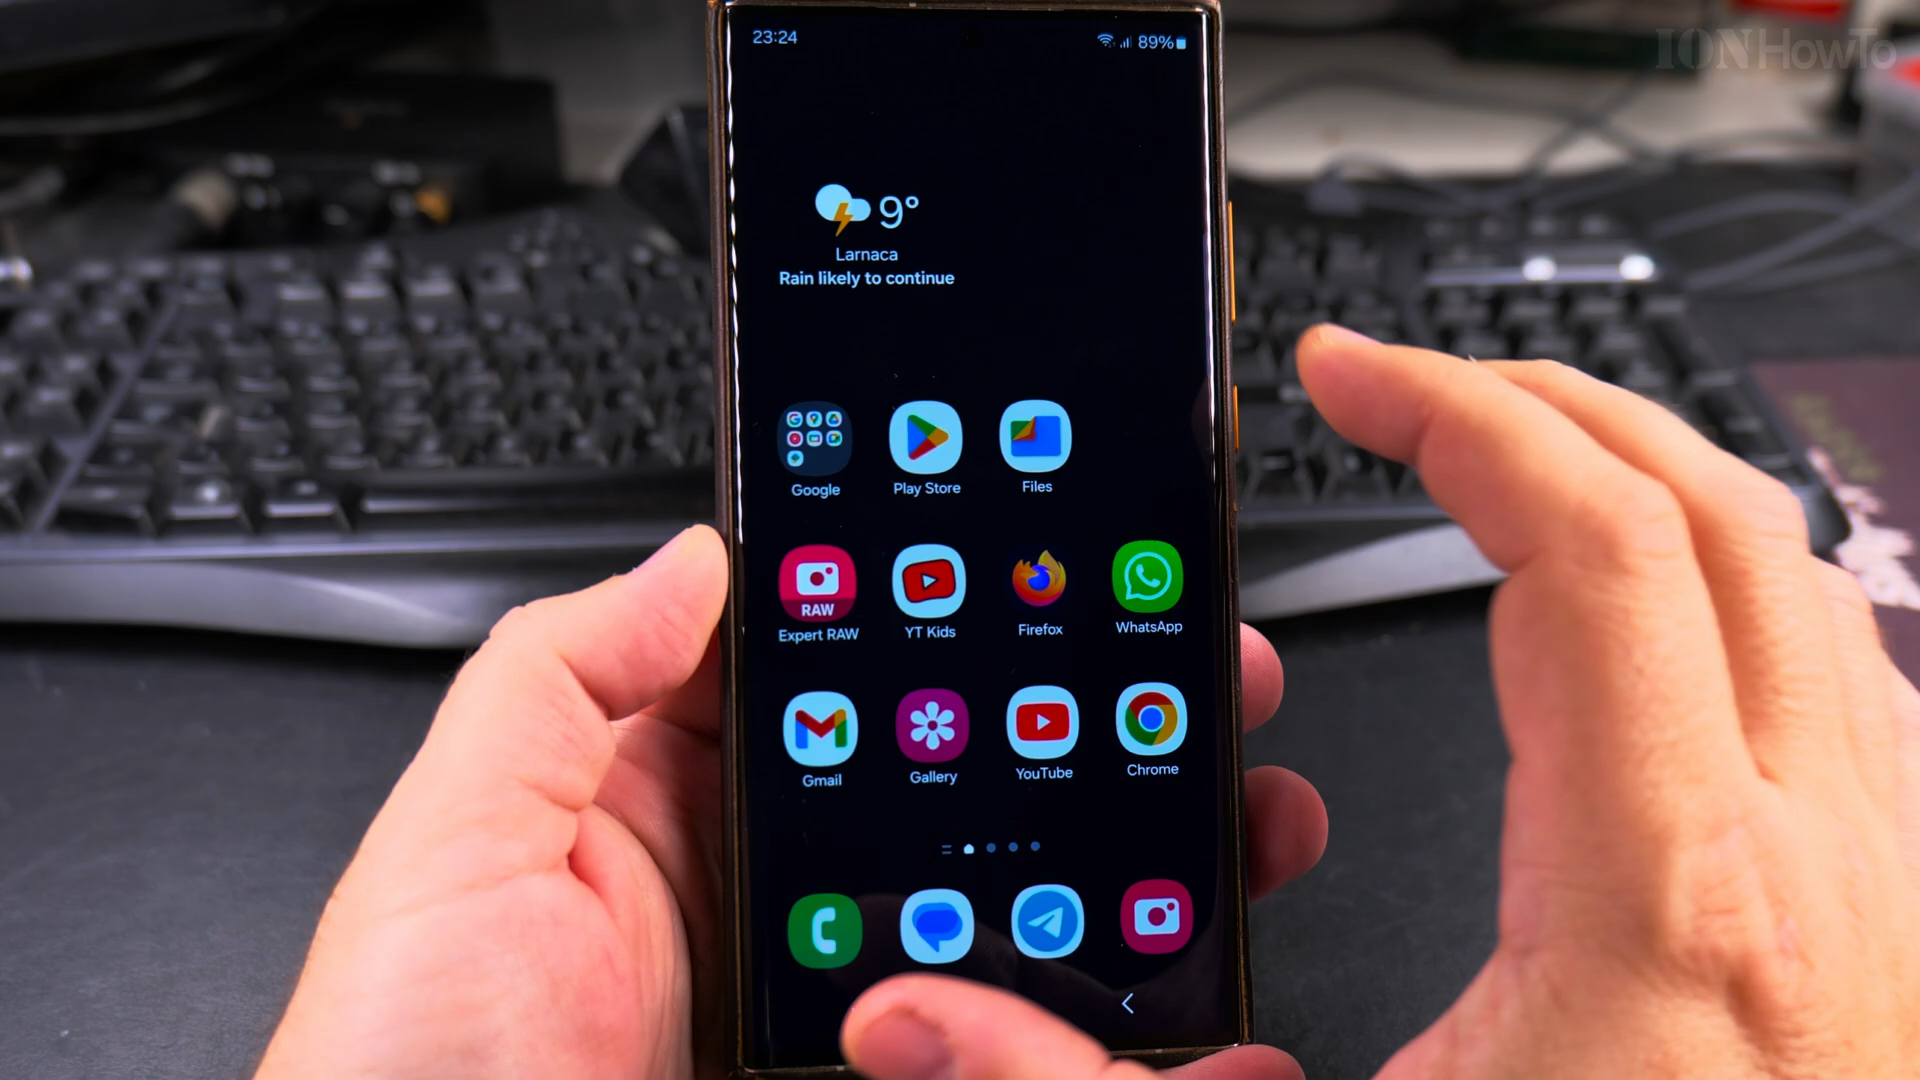 IONHowTo
23:24
89%
9°
Larnaca
Rain likely to continue
Google
Play Store
Files
RAW
Expert RAW
YT Kids
Firefox
WhatsApp
Gmail
Gallery
YouTube
Chrome